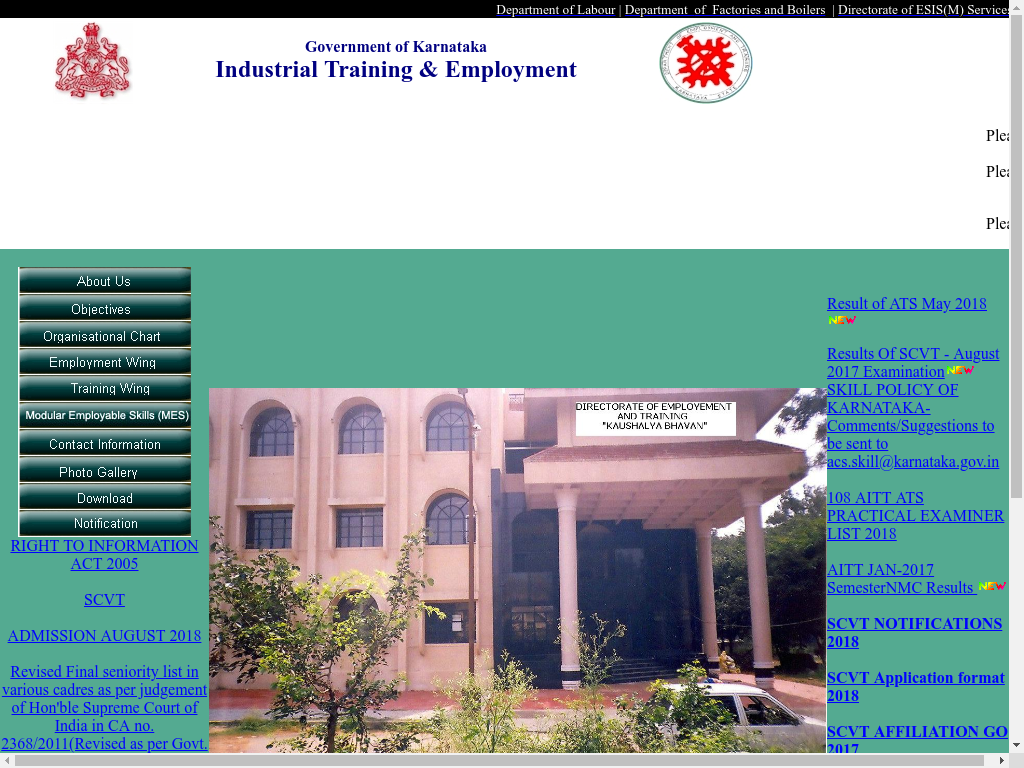 Department of Labour | Department of Factories and Boilers | Directorate of ESIS(M) Services
Government of Karnataka
Industrial Training & Employment
Plea
Plea
Plea
About Us
Objectives
Organisational Chart
Employment Wing
Training Wing
Modular Employable Skills (MES)
Contact Information
Photo Gallery
Download
Notification
RIGHT TO INFORMATION
ACT 2005
SCVT
ADMISSION AUGUST 2018
Revised Final seniority list in
various cadres as per judgement
of Hon'ble Supreme Court of
India in CA no.
2368/2011(Revised as per Govt.
DIRECTORATE OF EMPLOYEMENT
AND TRAINING
"KAUSHALYA BHAVAN"
Result of ATS May 2018
NEW
Results Of SCVT - August
2017 Examination NEW
SKILL POLICY OF
KARNATAKA-
Comments/Suggestions to
be sent to
acs.skill@karnataka.gov.in
108 AITT ATS
PRACTICAL EXAMINER
LIST 2018
AITT JAN-2017
SemesterNMC Results NEW
SCVT NOTIFICATIONS
2018
SCVT Application format
2018
SCVT AFFILIATION GO
2017